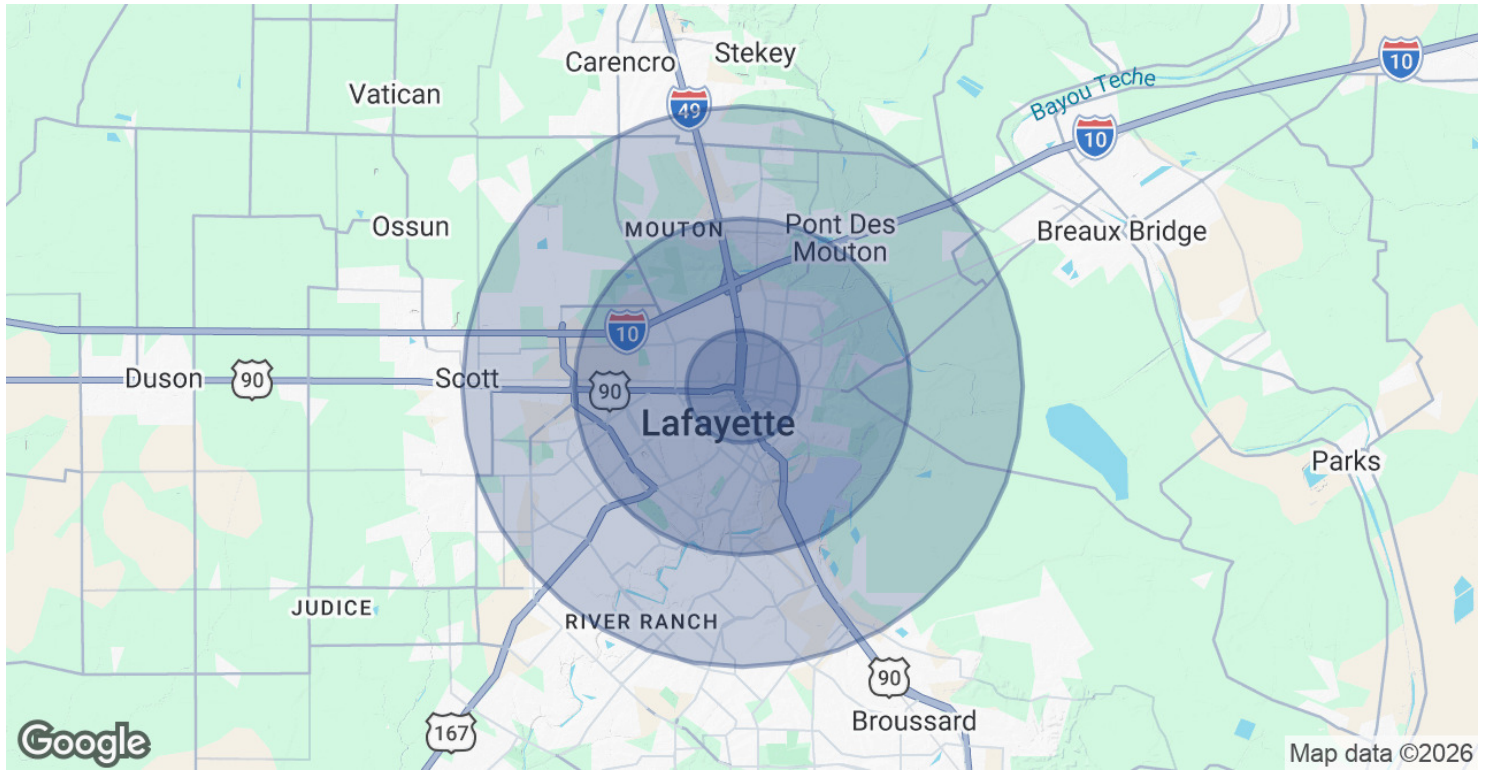 Stekey
Carencro
10
Vatican
Bayou Teche
49
10
Ossun
MOUTON
Pont Des
Mouton
Breaux Bridge
10
Duson
90
Scott
90
Lafayette
Parks
JUDICE
RIVER RANCH
90
Broussard
167
Google
Map data ©2026